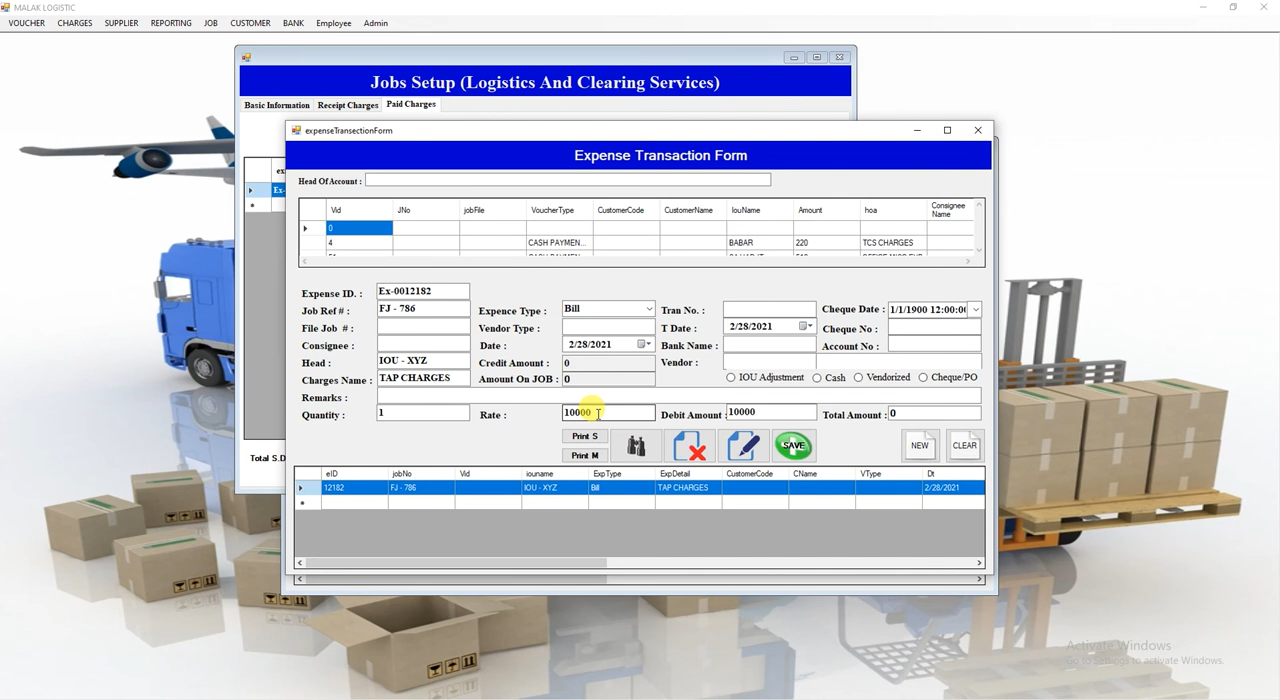 MALAK LOGISTIC
VOUCHER CHARGES SUPPLIER REPORTING JOB CUSTOMER BANK Employee Admin
Jobs Setup (Logistics And Clearing Services)
Basic Information Receipt Charges Paid Charges
expenseTransectionForm
Expense Transaction Form
Head Of Account :
Vid JNo jobFile VoucherType CustomerCode CustomerName IouName Amount hoa Consignee Name
0
4 CASH PAYMEN... BABAR 220 TCS CHARGES
Expense ID. : Ex-0012182
Job Ref # : FJ - 786 Expence Type : Bill Tran No. : Cheque Date : 1/1/1900 12:00:00
File Job # : Vendor Type : T Date : 2/28/2021 Cheque No :
Consignee : Date : 2/28/2021 Bank Name : Account No :
Head : IOU - XYZ Credit Amount : 0 Vendor :
Charges Name : TAP CHARGES Amount On JOB : 0 IOU Adjustment Cash Vendorized Cheque/PO
Remarks :
Quantity : 1 Rate : 10000 Debit Amount : 10000 Total Amount : 0
Print S
Print M
SAVE NEW CLEAR
eID jobNo Vid iouname ExpType ExpDetail CustomerCode CName VType Dt
12182 FJ - 786 IOU - XYZ Bill TAP CHARGES 2/28/2021
ex
Ex-
Total S.D
Activate Windows
Go to Settings to activate Windows.